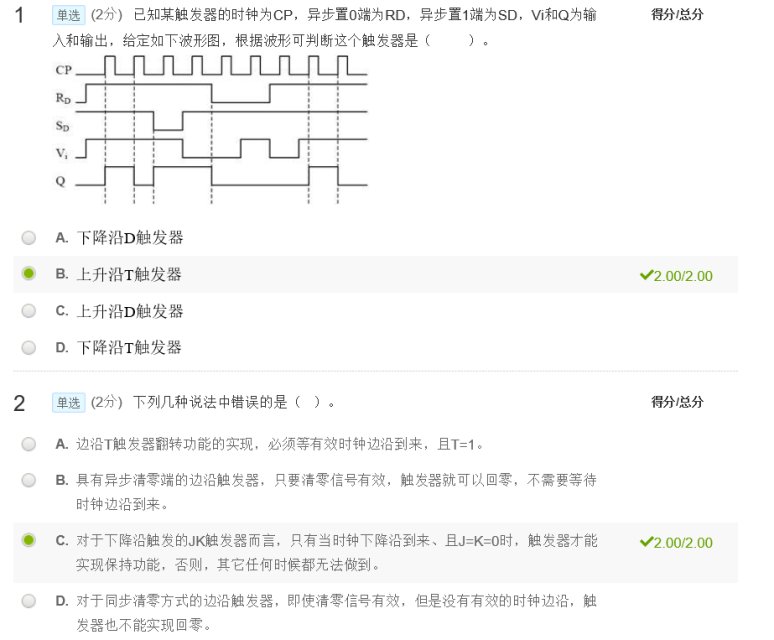 1 单选 (2分) 已知某触发器的时钟为CP，异步置0端为RD，异步置1端为SD，Vi和Q为输 得分/总分
入和输出，给定如下波形图，根据波形可判断这个触发器是（ ）。
CP
RD
SD
Vi
Q
A. 下降沿D触发器
B. 上升沿T触发器 2.00/2.00
C. 上升沿D触发器
D. 下降沿T触发器
2 单选 (2分) 下列几种说法中错误的是（ ）。 得分/总分
A. 边沿T触发器翻转功能的实现，必须等有效时钟边沿到来，且T=1。
B. 具有异步清零端的边沿触发器，只要清零信号有效，触发器就可以回零，不需要等待
时钟边沿到来。
C. 对于下降沿触发的JK触发器而言，只有当时钟下降沿到来、且J=K=0时，触发器才能 2.00/2.00
实现保持功能，否则，其它任何时候都无法做到。
D. 对于同步清零方式的边沿触发器，即使清零信号有效，但是没有有效的时钟边沿，触
发器也不能实现回零。